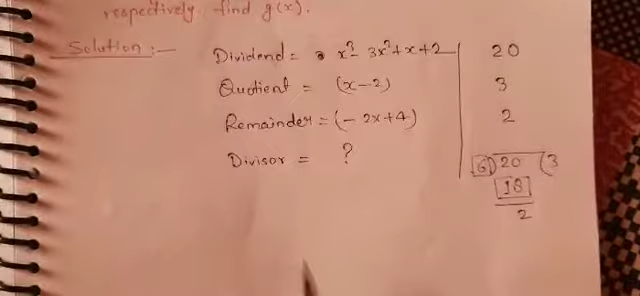 respectively, find g(x).
Solution :-
Dividend = x³ - 3x² + x + 2 20
Quotient = (x-2) 3
Remainder = (- 2x+4) 2
Divisor = ?
6) 20 (3
18
2